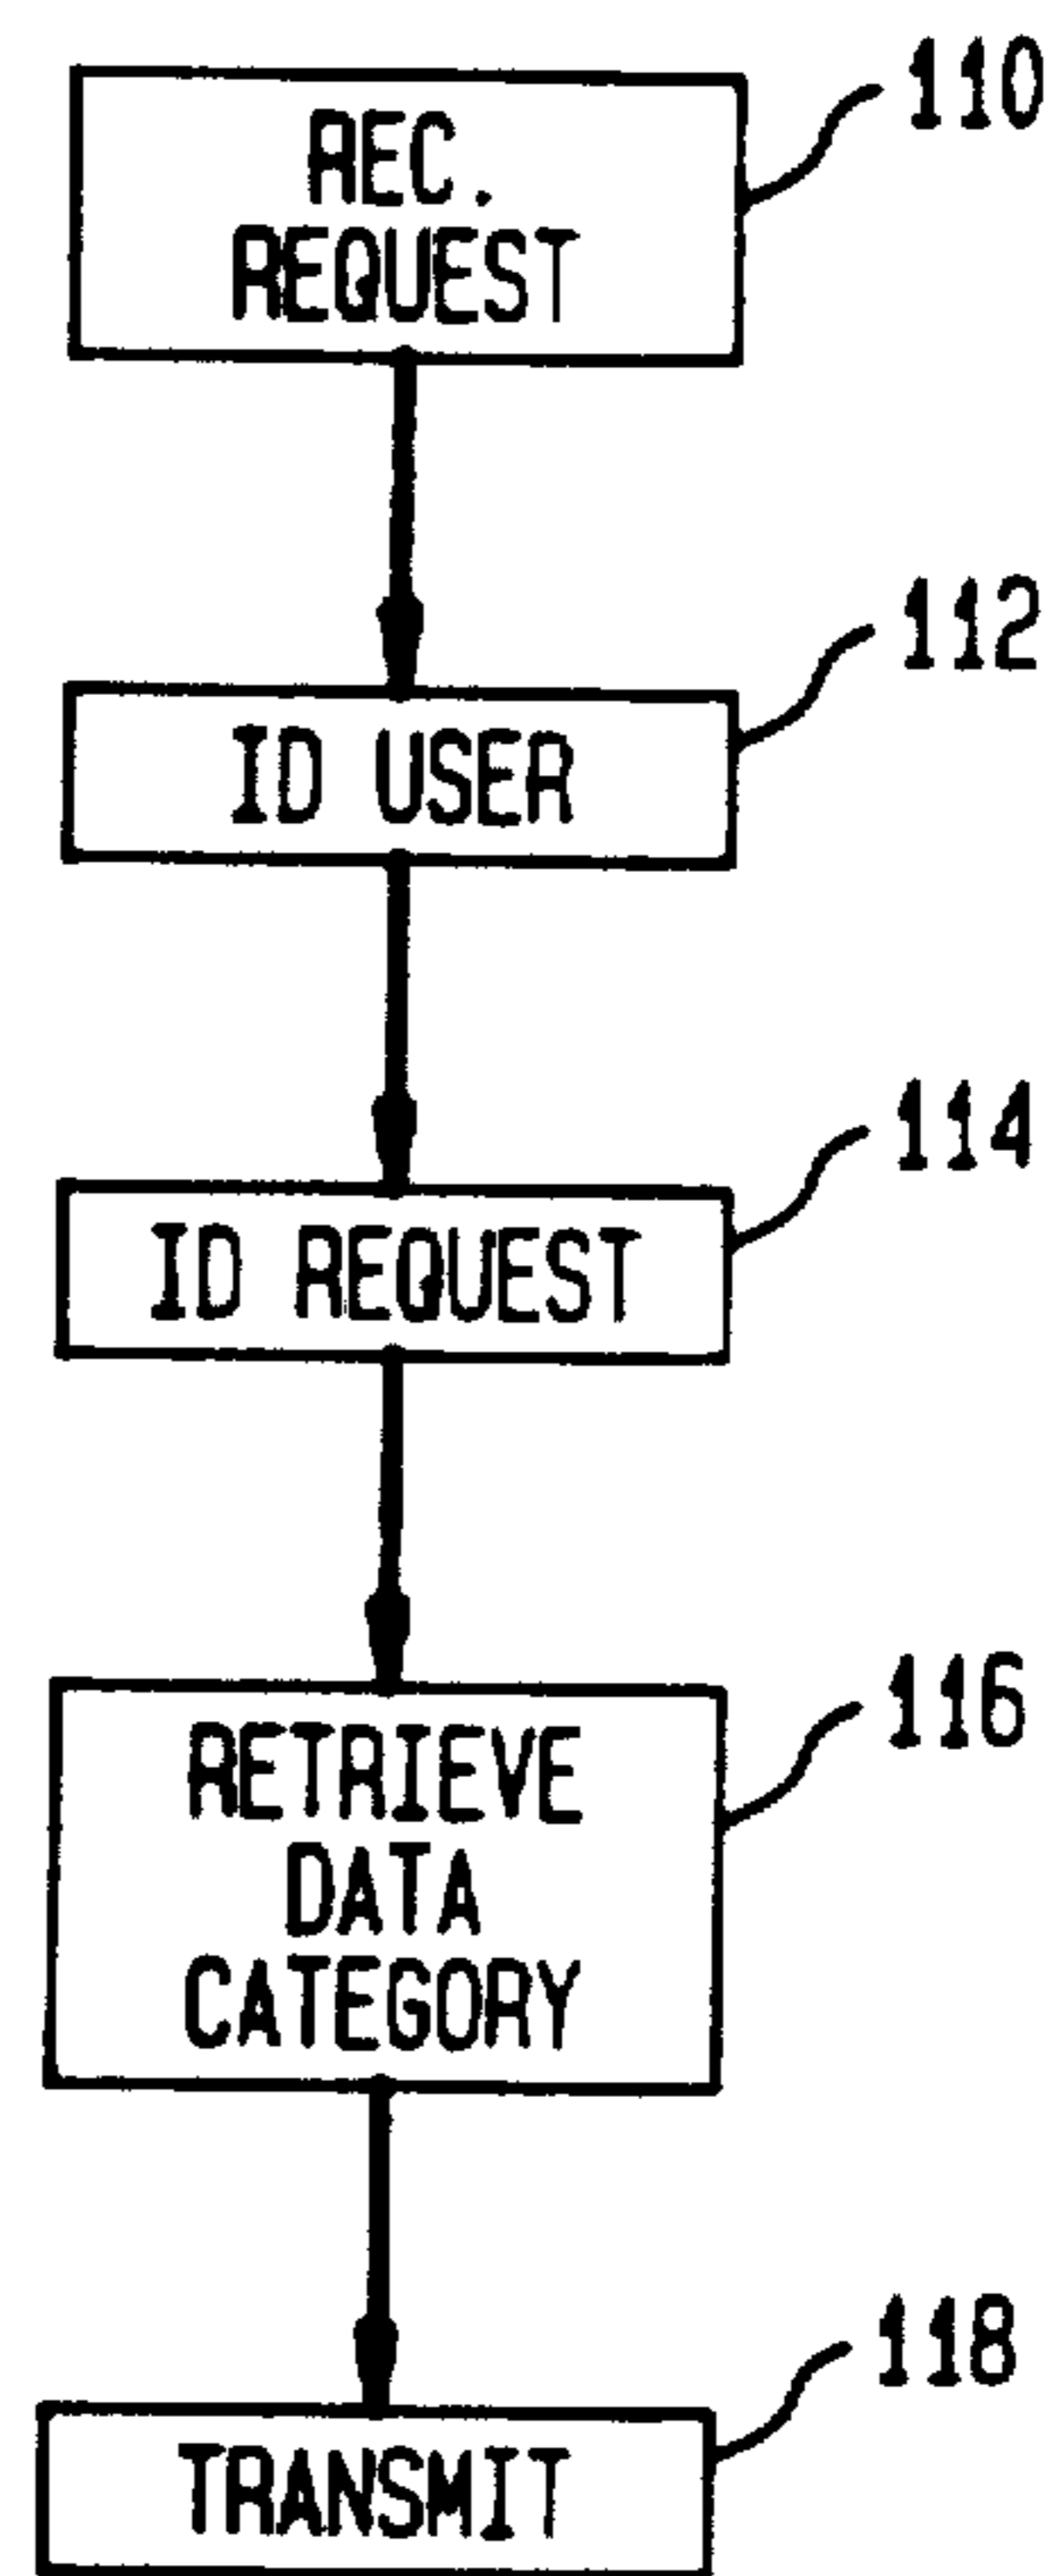 110
REC.
REQUEST
112
ID USER
114
ID REQUEST
116
RETRIEVE
DATA
CATEGORY
118
TRANSMIT